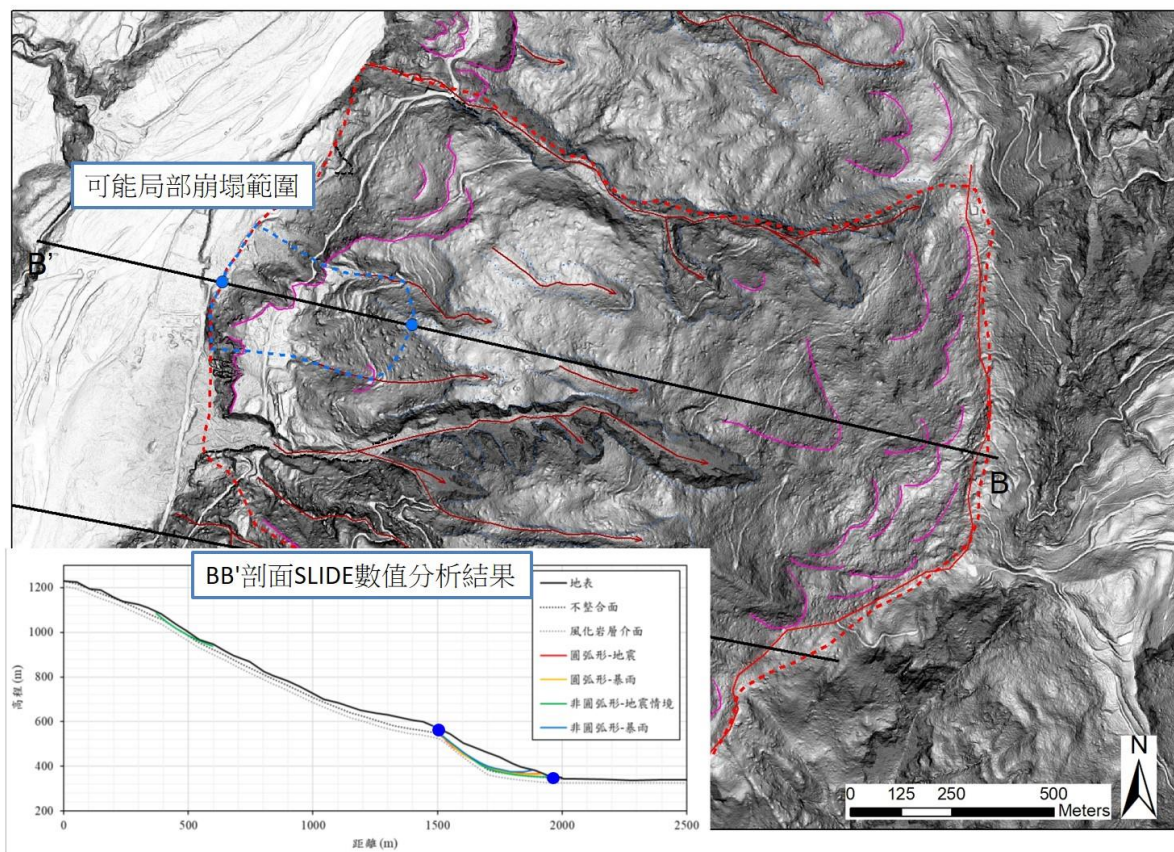 可能局部崩塌範圍
B’
B
BB'剖面SLIDE數值分析結果
1200
1000
800
600
400
200
高程 (m)
0
500
1000
1500
2000
2500
距離 (m)
地表
不整合面
風化岩層介面
圓弧形-地震
圓弧形-暴雨
非圓弧形-地震情境
非圓弧形-暴雨
N
0 125 250 500
Meters